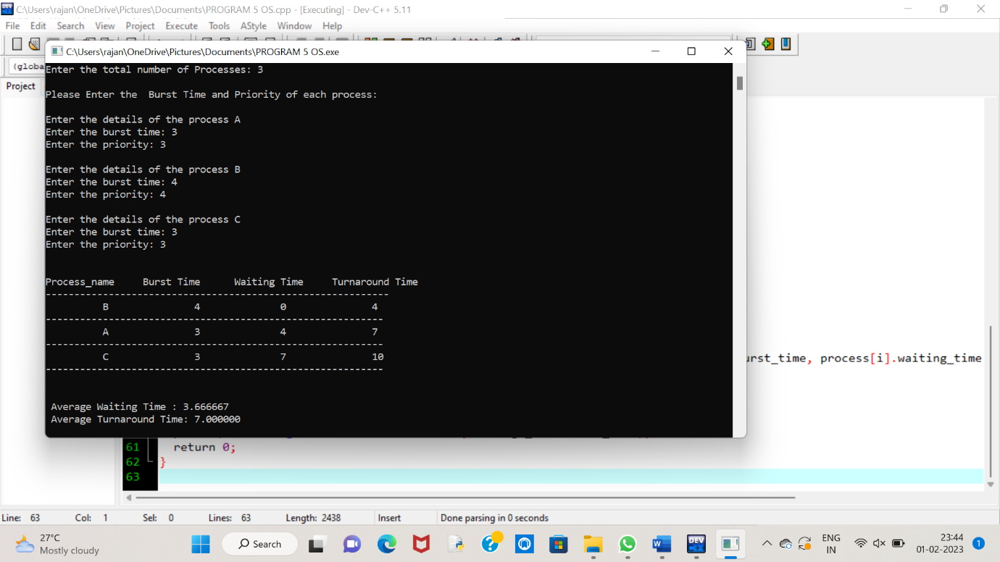 C:\Users\rajan\OneDrive\Pictures\Documents\PROGRAM 5 OS.cpp - [Executing] - Dev-C++ 5.11
File Edit Search View Project Execute Tools AStyle Window Help
C:\Users\rajan\OneDrive\Pictures\Documents\PROGRAM 5 OS.exe
(globa
Project
Enter the total number of Processes: 3
Please Enter the  Burst Time and Priority of each process:
Enter the details of the process A
Enter the burst time: 3
Enter the priority: 3
Enter the details of the process B
Enter the burst time: 4
Enter the priority: 4
Enter the details of the process C
Enter the burst time: 3
Enter the priority: 3
Process_name Burst Time Waiting Time Turnaround Time
------------------------------------------------------------
B 4 0 4
-----------------------------------------------------------
A 3 4 7
-----------------------------------------------------------
C 3 7 10
-----------------------------------------------------------
urst_time, process[i].waiting_time
Average Waiting Time : 3.666667
Average Turnaround Time: 7.000000
61 return 0;
62 }
63
Line: 63 Col: 1 Sel: 0 Lines: 63 Length: 2438 Insert Done parsing in 0 seconds
27°C
Mostly cloudy
Search
DEV
ENG
IN
23:44
01-02-2023
1